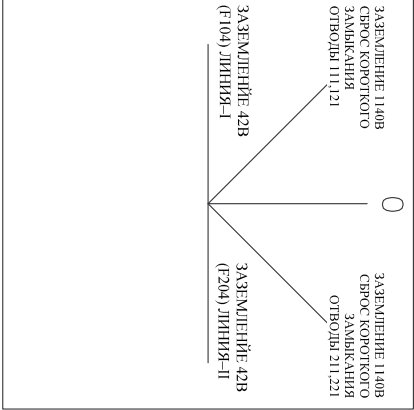 ЗАЗЕМЛЕНИЕ 1140В
СБРОС КОРОТКОГО
ЗАМЫКАНИЯ
ОТВОДЫ 111,121
0
ЗАЗЕМЛЕНИЕ 1140В
СБРОС КОРОТКОГО
ЗАМЫКАНИЯ
ОТВОДЫ 211,221
ЗАЗЕМЛЕНЙЕ 42В
(F104) ЛИНИЯ–I
ЗАЗЕМЛЕНЙЕ 42В
(F204) ЛИНИЯ–II